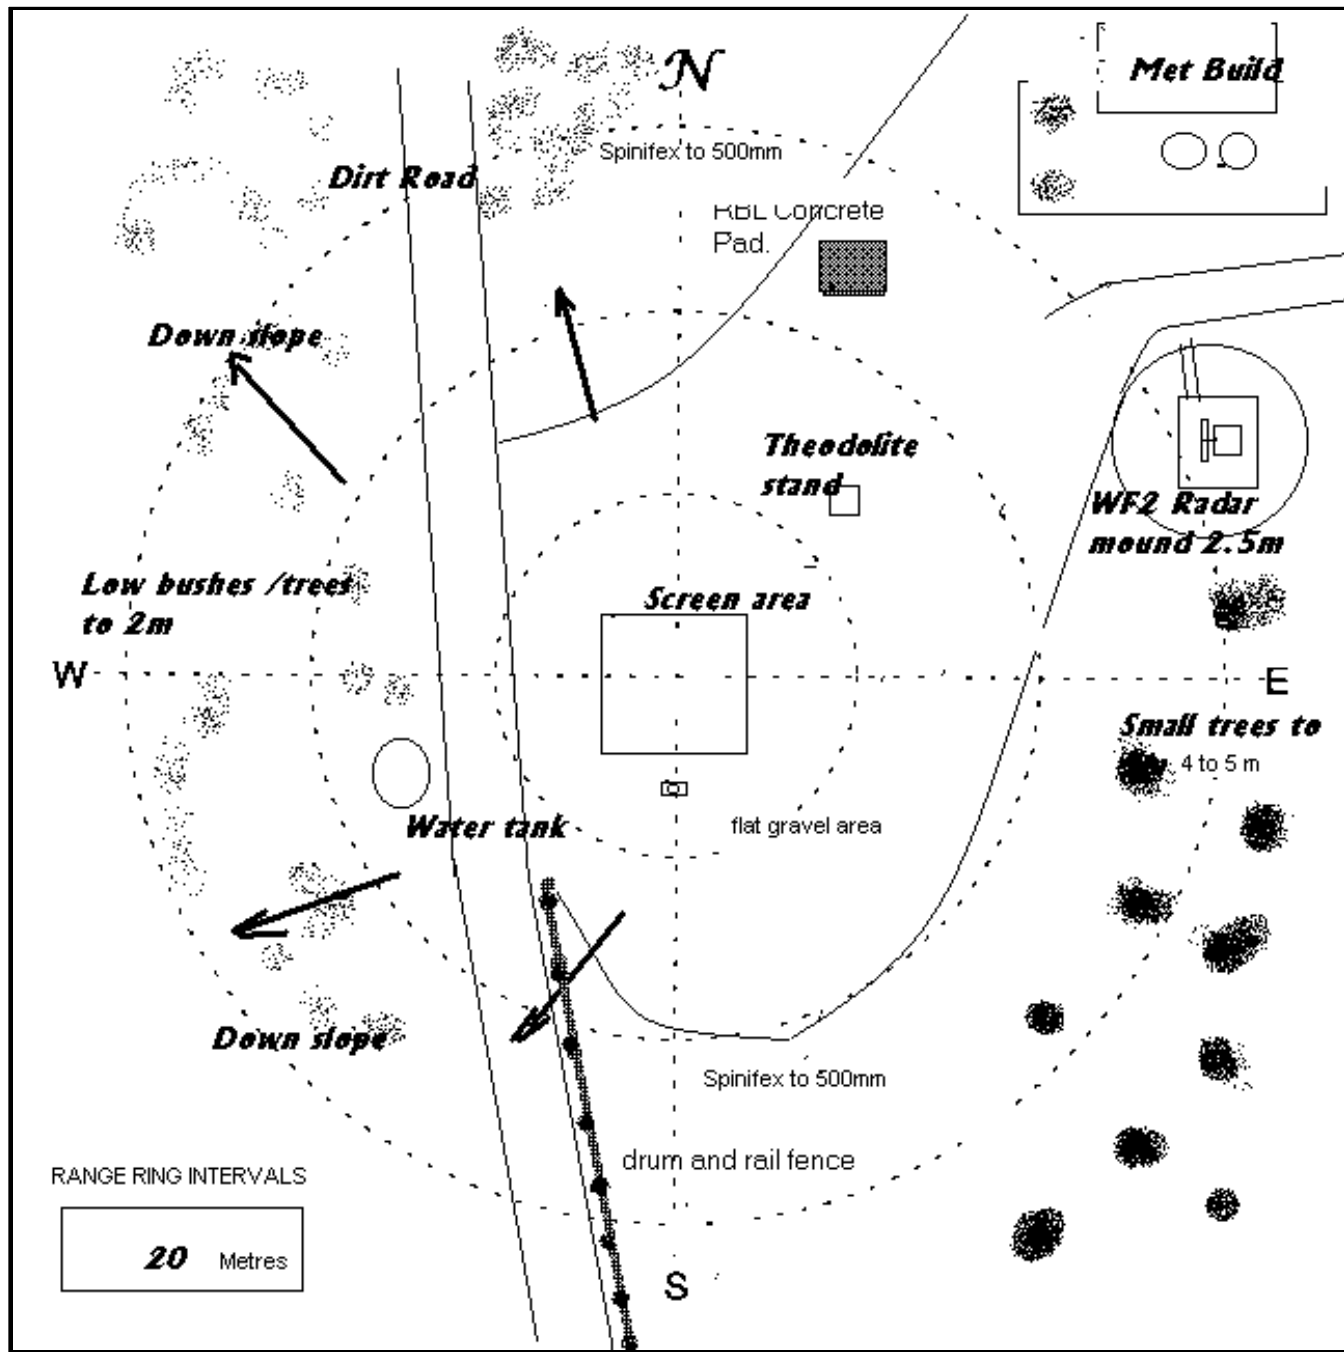 N
Met Build
Spinifex to 500mm
Dirt Road
RBL Concrete
Pad.
Down slope
Theodolite
stand
WF2 Radar
mound 2.5m
Low bushes /trees
to 2m
Screen area
W
E
Small trees to
4 to 5 m
Water tank
flat gravel area
Down slope
Spinifex to 500mm
drum and rail fence
RANGE RING INTERVALS
20 Metres
S